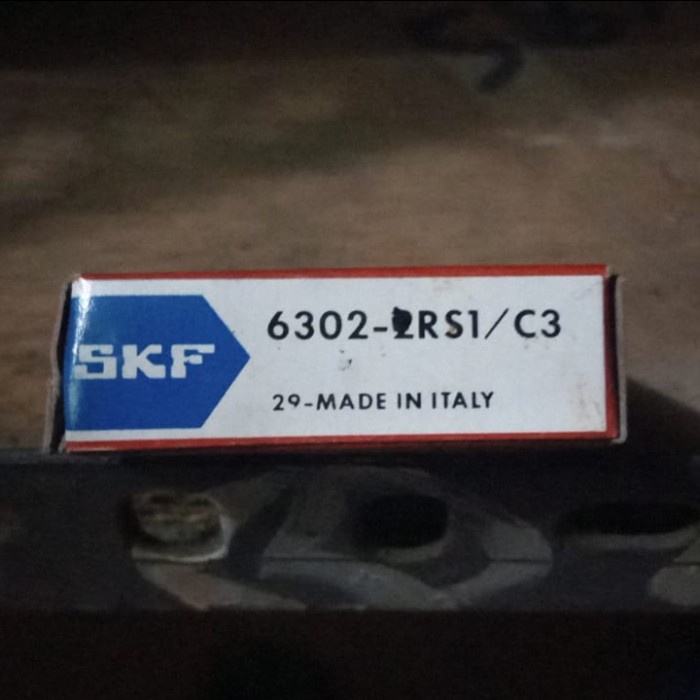 SKF
6302-2RS1/C3
29-MADE IN ITALY